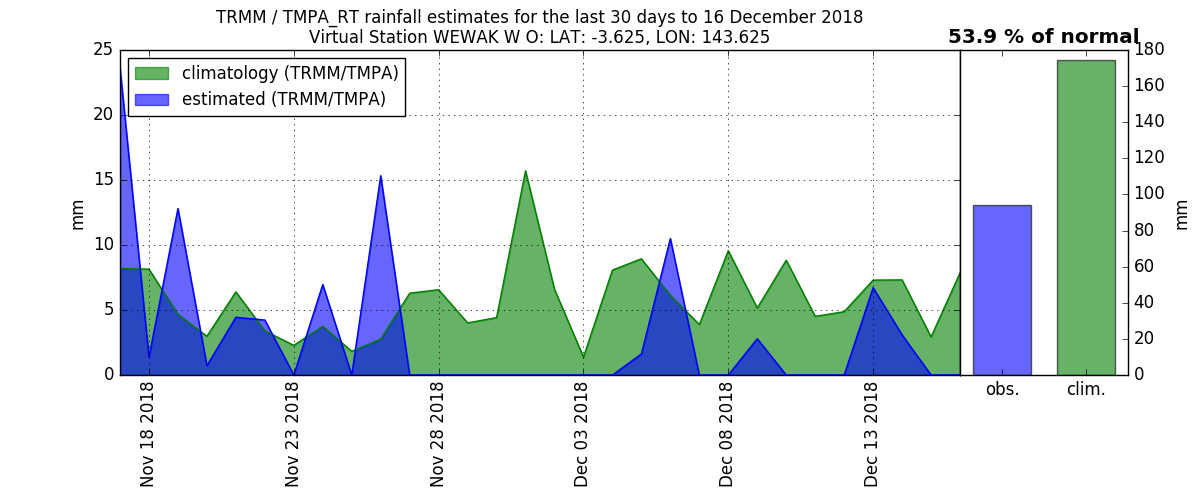 TRMM / TMPA_RT rainfall estimates for the last 30 days to 16 December 2018
Virtual Station WEWAK W O: LAT: -3.625, LON: 143.625
53.9 % of normal
climatology (TRMM/TMPA)
estimated (TRMM/TMPA)
25
20
15
10
5
0
mm
Nov 18 2018
Nov 23 2018
Nov 28 2018
Dec 03 2018
Dec 08 2018
Dec 13 2018
obs.
clim.
180
160
140
120
100
80
60
40
20
0
mm